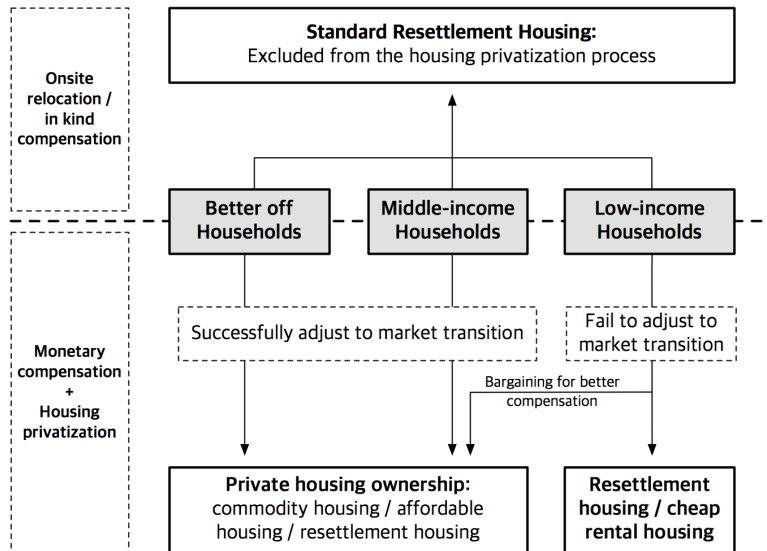 Standard Resettlement Housing:
Excluded from the housing privatization process
Onsite
relocation /
in kind
compensation
Better off
Households
Middle-income
Households
Low-income
Households
Successfully adjust to market transition
Fail to adjust to
market transition
Monetary
compensation
+
Housing
privatization
Bargaining for better
compensation
Private housing ownership:
commodity housing / affordable
housing / resettlement housing
Resettlement
housing / cheap
rental housing